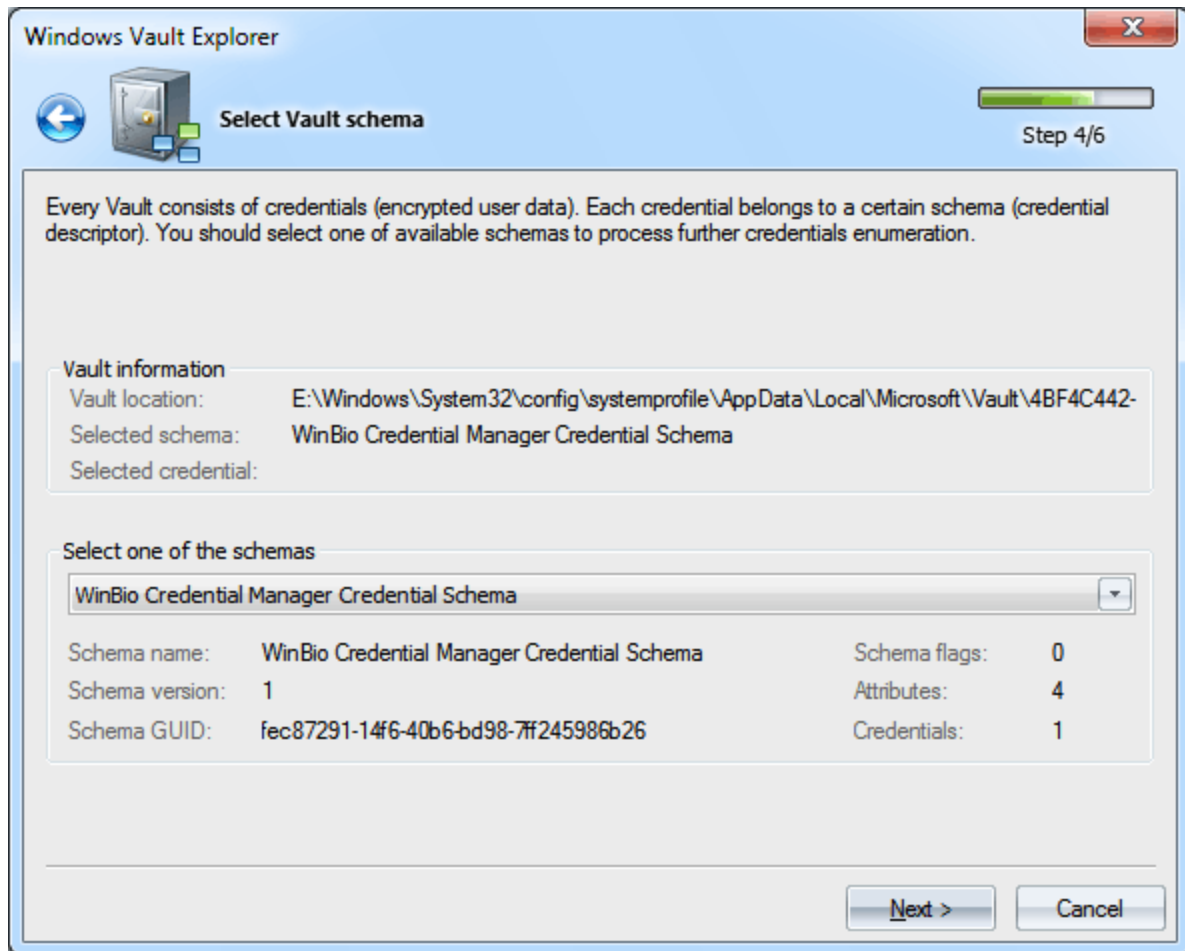 Windows Vault Explorer
X
Select Vault schema
Step 4/6
Every Vault consists of credentials (encrypted user data). Each credential belongs to a certain schema (credential
descriptor). You should select one of available schemas to process further credentials enumeration.
Vault information
Vault location: E:\Windows\System32\config\systemprofile\AppData\Local\Microsoft\Vault\4BF4C442-
Selected schema: WinBio Credential Manager Credential Schema
Selected credential:
Select one of the schemas
WinBio Credential Manager Credential Schema
Schema name: WinBio Credential Manager Credential Schema Schema flags: 0
Schema version: 1 Attributes: 4
Schema GUID: fec87291-14f6-40b6-bd98-7ff245986b26 Credentials: 1
Next > Cancel